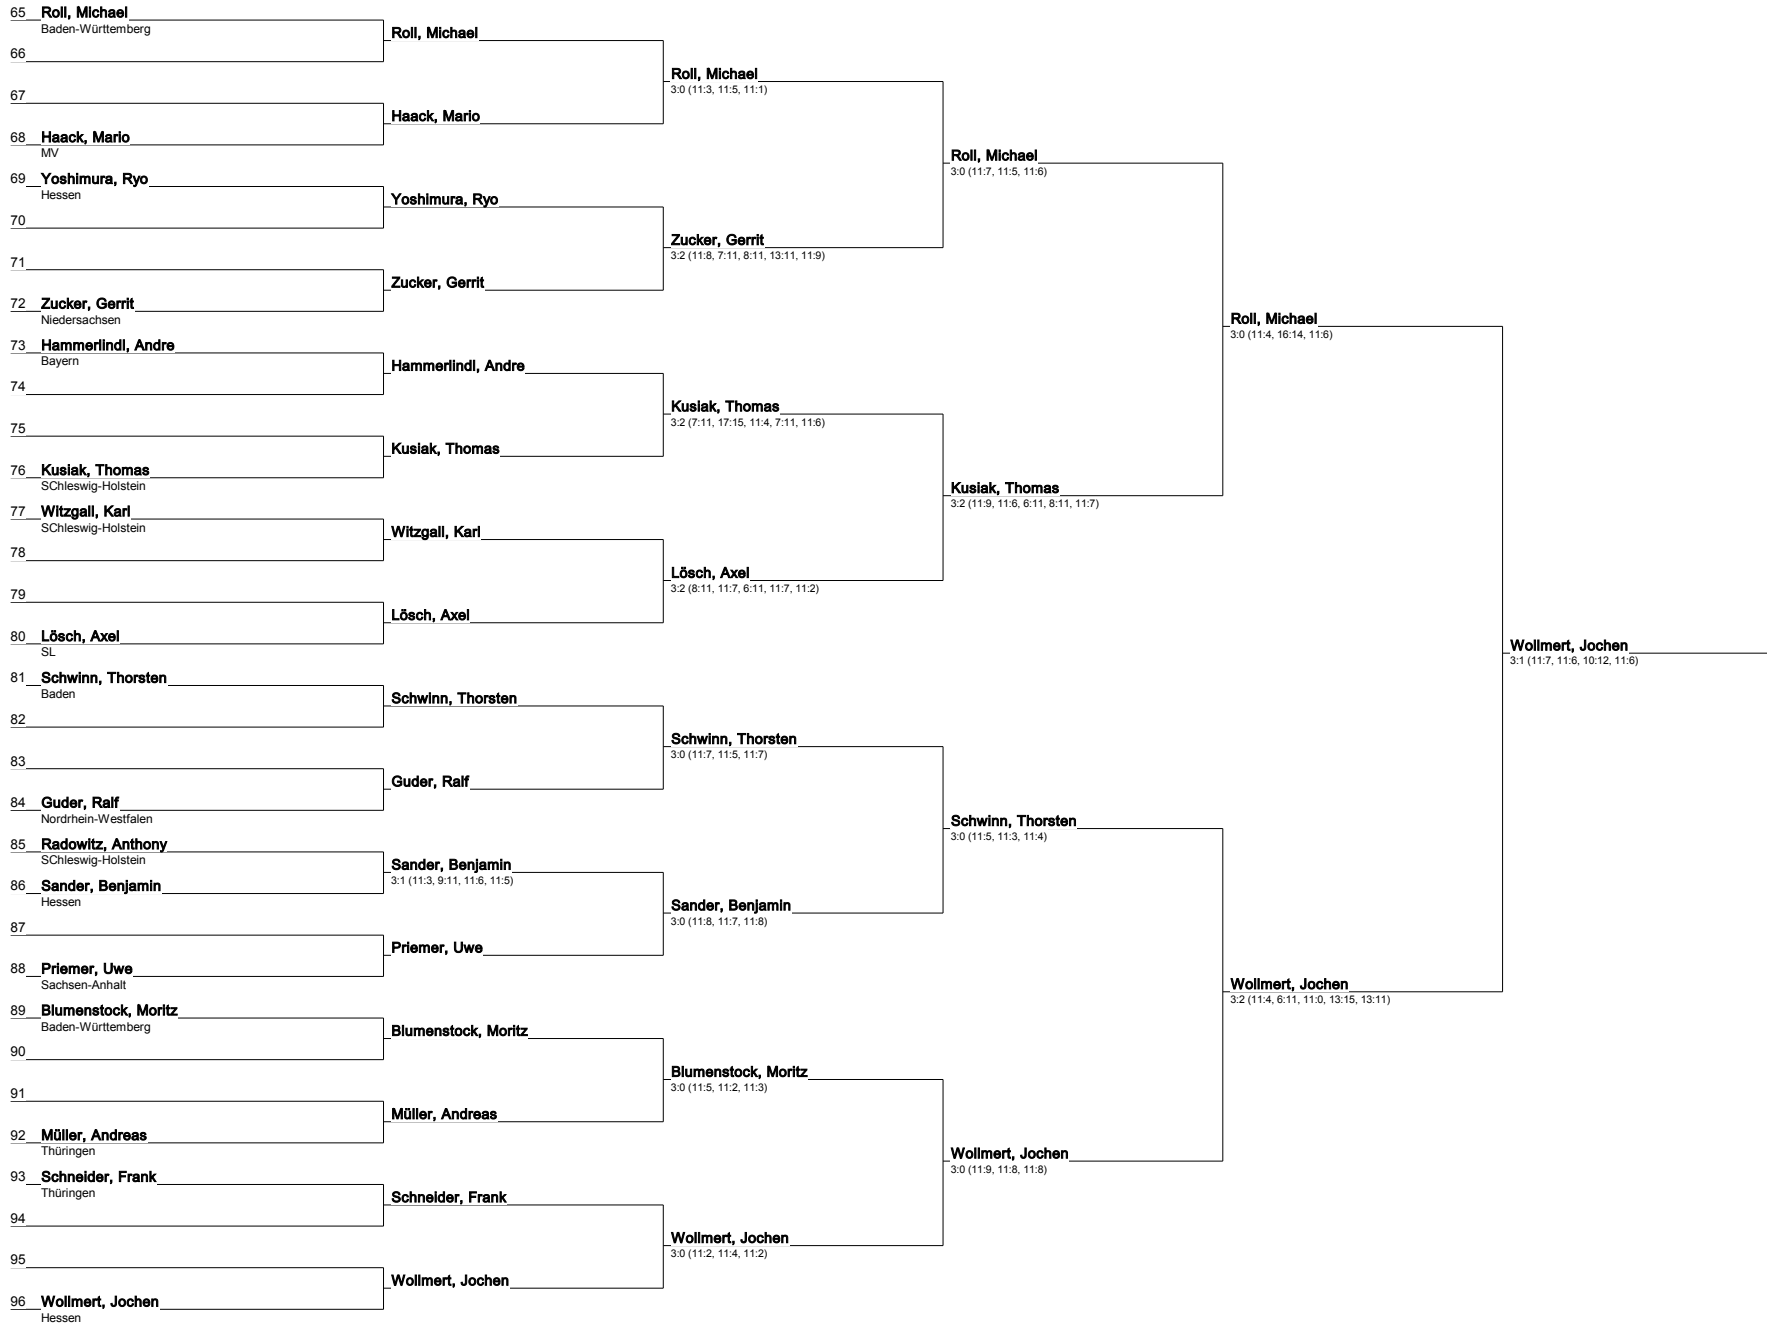 65 Roll, Michael
Baden-Württemberg
Roll, Michael
66
Roll, Michael
3:0 (11:3, 11:5, 11:1)
67
Haack, Mario
68 Haack, Mario
MV
Roll, Michael
3:0 (11:7, 11:5, 11:6)
69 Yoshimura, Ryo
Hessen
Yoshimura, Ryo
70
Zucker, Gerrit
3:2 (11:8, 7:11, 8:11, 13:11, 11:9)
71
Zucker, Gerrit
72 Zucker, Gerrit
Niedersachsen
Roll, Michael
3:0 (11:4, 16:14, 11:6)
73 Hammerlindl, Andre
Bayern
Hammerlindl, Andre
74
Kusiak, Thomas
3:2 (7:11, 17:15, 11:4, 7:11, 11:6)
75
Kusiak, Thomas
76 Kusiak, Thomas
SChleswig-Holstein
Kusiak, Thomas
3:2 (11:9, 11:6, 6:11, 8:11, 11:7)
77 Witzgall, Karl
SChleswig-Holstein
Witzgall, Karl
78
Lösch, Axel
3:2 (8:11, 11:7, 6:11, 11:7, 11:2)
79
Lösch, Axel
80 Lösch, Axel
SL
Wollmert, Jochen
3:1 (11:7, 11:6, 10:12, 11:6)
81 Schwinn, Thorsten
Baden
Schwinn, Thorsten
82
Schwinn, Thorsten
3:0 (11:7, 11:5, 11:7)
83
Guder, Ralf
84 Guder, Ralf
Nordrhein-Westfalen
Schwinn, Thorsten
3:0 (11:5, 11:3, 11:4)
85 Radowitz, Anthony
SChleswig-Holstein
Sander, Benjamin
3:1 (11:3, 9:11, 11:6, 11:5)
86 Sander, Benjamin
Hessen
Sander, Benjamin
3:0 (11:8, 11:7, 11:8)
87
Priemer, Uwe
88 Priemer, Uwe
Sachsen-Anhalt
Wollmert, Jochen
3:2 (11:4, 6:11, 11:0, 13:15, 13:11)
89 Blumenstock, Moritz
Baden-Württemberg
Blumenstock, Moritz
90
Blumenstock, Moritz
3:0 (11:5, 11:2, 11:3)
91
Müller, Andreas
92 Müller, Andreas
Thüringen
Wollmert, Jochen
3:0 (11:9, 11:8, 11:8)
93 Schneider, Frank
Thüringen
Schneider, Frank
94
Wollmert, Jochen
3:0 (11:2, 11:4, 11:2)
95
Wollmert, Jochen
96 Wollmert, Jochen
Hessen